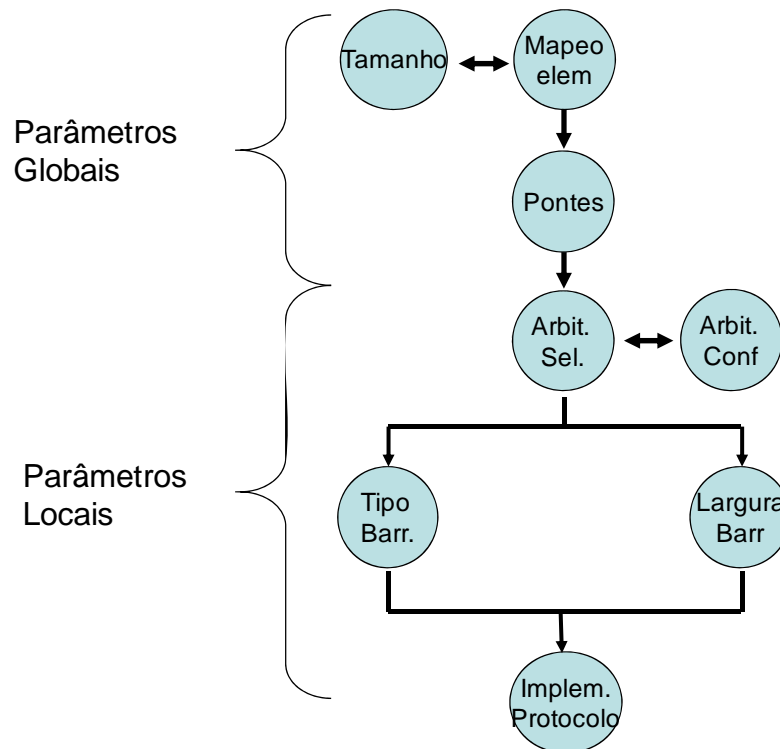 Tamanho
Mapeo
elem
Parâmetros
Globais
Pontes
Arbit.
Sel.
Arbit.
Conf
Parâmetros
Locais
Tipo
Barr.
Largura
Barr
Implem.
Protocolo